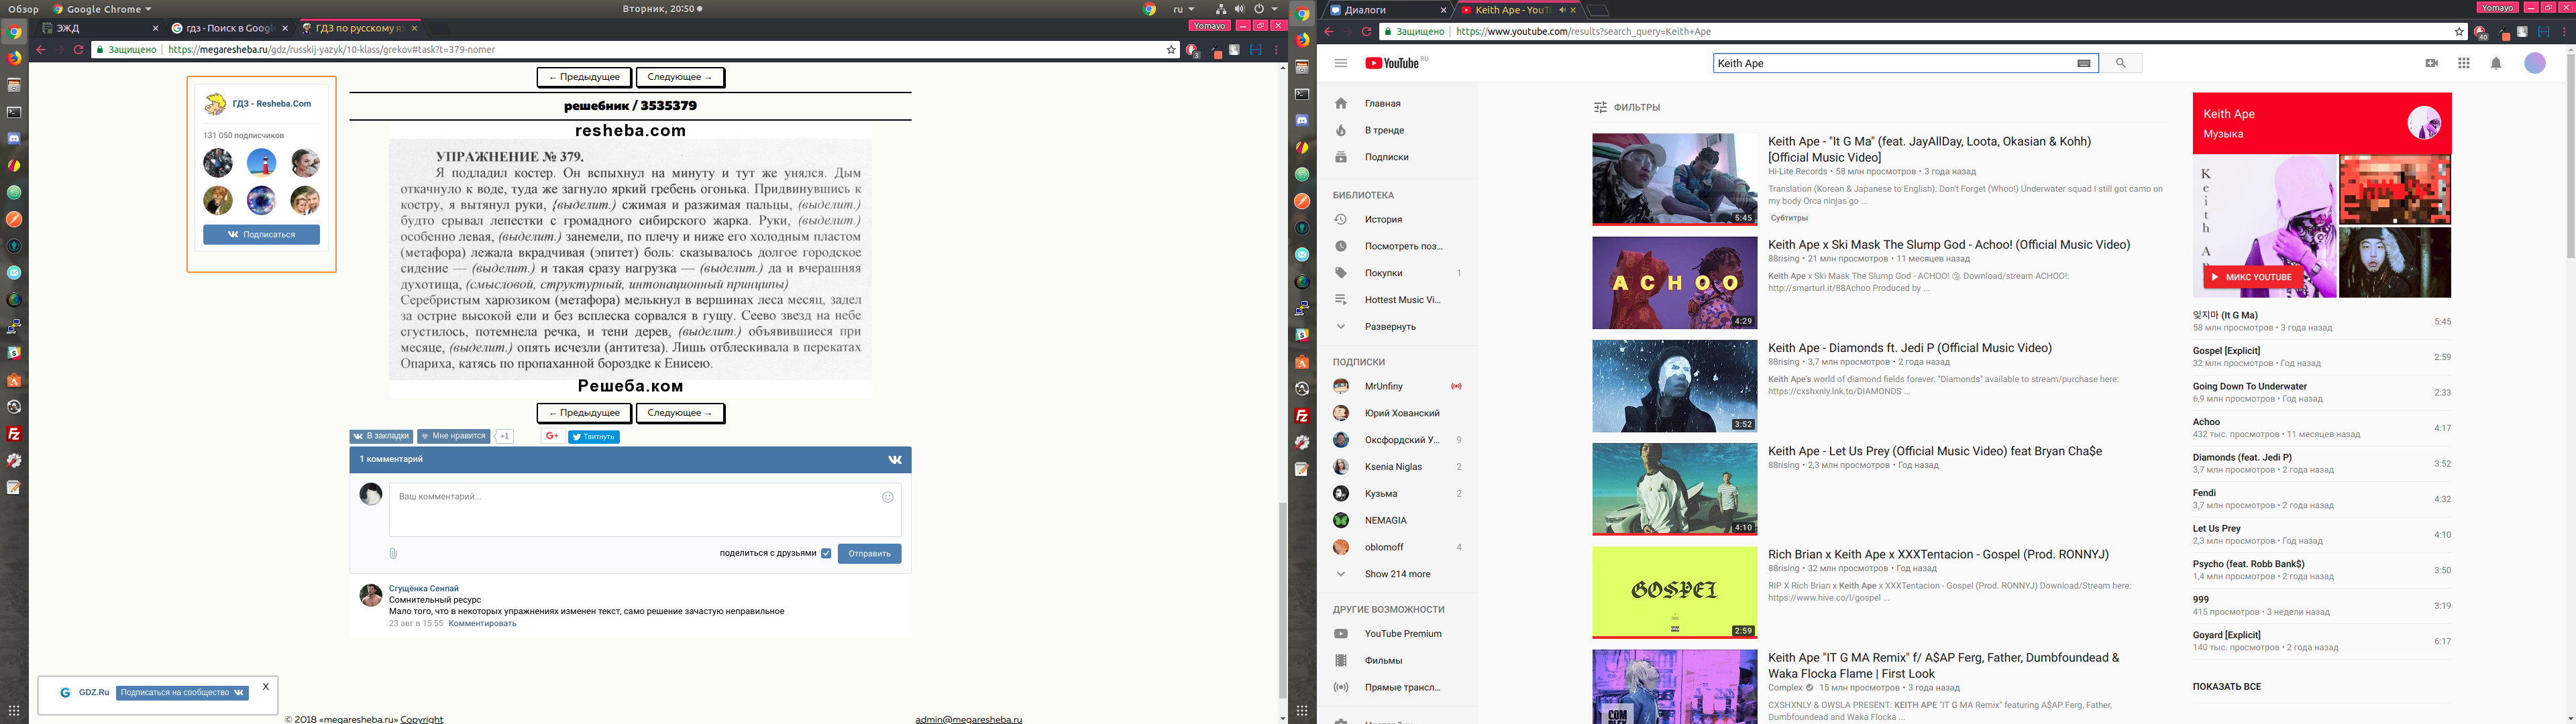 Обзор
Google Chrome
Вторник, 20:50
ru
ЭЖД
гдз - Поиск в Googl
ГДЗ по русскому яз
Yomayo
Защищено
https://megaresheba.ru/gdz/russkij-yazyk/10-klass/grekov#task?t=379-nomer
3
ГДЗ - Resheba.Com
131 050 подписчиков
Подписаться
← Предыдущее
Следующее →
решебник / 3535379
resheba.com
УПРАЖНЕНИЕ № 379.
Я подладил костер. Он вспыхнул на минуту и тут же унялся. Дым
откачнуло к воде, туда же загнуло яркий гребень огонька. Придвинувшись к
костру, я вытянул руки, {выделит.) сжимая и разжимая пальцы, (выделит.)
будто срывал лепестки с громадного сибирского жарка. Руки, (выделит.)
особенно левая, (выделит.) занемели, по плечу и ниже его холодным пластом
(метафора) лежала вкрадчивая (эпитет) боль: сказывалось долгое городское
сидение — (выделит.) и такая сразу нагрузка — (выделит.) да и вчерашняя
духотища, (смысловой, структурный, интонационный принципы)
Серебристым харюзиком (метафора) мелькнул в вершинах леса месяц, задел
за острие высокой ели и без всплеска сорвался в гущу. Сеево звезд на небе
сгустилось, потемнела речка, и тени дерев, (выделит.) объявившиеся при
месяце, (выделит.) опять исчезли (антитеза). Лишь отблескивала в перекатах
Опариха, катясь по пропаханной бороздке к Енисею.
Решеба.ком
← Предыдущее
Следующее →
В закладки
Мне нравится
+1
G+
Твитнуть
1 комментарий
Ваш комментарий...
поделиться с друзьями
Отправить
Сгущёнка Сенпай
Сомнительный ресурс
Мало того, что в некоторых упражнениях изменен текст, само решение зачастую неправильное
23 авг в 15:55
Комментировать
GDZ.Ru
Подписаться на сообщество
X
© 2018 «megaresheba.ru» Copyright
admin@megaresheba.ru
Диалоги
Keith Ape - YouT
Yomayo
Защищено
https://www.youtube.com/results?search_query=Keith+Ape
40
YouTube RU
Keith Ape
Главная
В тренде
Подписки
БИБЛИОТЕКА
История
Посмотреть поз...
Покупки
1
Hottest Music Vi...
Развернуть
ПОДПИСКИ
MrUnfiny
Юрий Хованский
Оксфордский У...
9
Ksenia Niglas
2
Кузьма
2
NEMAGIA
oblomoff
4
Show 214 more
ДРУГИЕ ВОЗМОЖНОСТИ
YouTube Premium
Фильмы
Прямые трансл...
ФИЛЬТРЫ
5:45
Keith Ape - "It G Ma" (feat. JayAllDay, Loota, Okasian & Kohh)
[Official Music Video]
Hi-Lite Records • 58 млн просмотров • 3 года назад
Translation (Korean & Japanese to English): Don't Forget (Whoo!) Underwater squad I still got camo on
my body Orca ninjas go ...
Субтитры
ACHOO
4:29
Keith Ape x Ski Mask The Slump God - Achoo! (Official Music Video)
88rising • 21 млн просмотров • 11 месяцев назад
Keith Ape x Ski Mask The Slump God - ACHOO! Download/stream ACHOO!:
http://smarturl.it/88Achoo Produced by ...
3:52
Keith Ape - Diamonds ft. Jedi P (Official Music Video)
88rising • 3,7 млн просмотров • 2 года назад
Keith Ape's world of diamond fields forever. "Diamonds" available to stream/purchase here:
https://cxshxnly.lnk.to/DIAMONDS ...
4:10
Keith Ape - Let Us Prey (Official Music Video) feat Bryan Cha$e
88rising • 2,3 млн просмотров • Год назад
GOSPEL
2:59
Rich Brian x Keith Ape x XXXTentacion - Gospel (Prod. RONNYJ)
88rising • 32 млн просмотров • Год назад
RIP X Rich Brian x Keith Ape x XXXTentacion - Gospel (Prod. RONNYJ) Download/Stream here:
https://www.hive.co/l/gospel ...
COM
Keith Ape "IT G MA Remix" f/ A$AP Ferg, Father, Dumbfoundead &
Waka Flocka Flame | First Look
Complex • 15 млн просмотров • 3 года назад
CXSHXNLY & OWSLA PRESENT: KEITH APE "IT G MA Remix" featuring A$AP Ferg, Father,
Dumbfoundead and Waka Flocka ...
Keith Ape
Музыка
Keith A
МИКС YOUTUBE
잊지마 (It G Ma)
58 млн просмотров • 3 года назад
5:45
Gospel [Explicit]
32 млн просмотров • Год назад
2:59
Going Down To Underwater
6,9 млн просмотров • Год назад
2:33
Achoo
432 тыс. просмотров • 11 месяцев назад
4:17
Diamonds (feat. Jedi P)
3,7 млн просмотров • 2 года назад
3:52
Fendi
3,7 млн просмотров • 2 года назад
4:32
Let Us Prey
2,3 млн просмотров • Год назад
4:10
Psycho (feat. Robb Bank$)
1,4 млн просмотров • 2 года назад
3:50
999
415 просмотров • 3 недели назад
3:19
Goyard [Explicit]
140 тыс. просмотров • 2 года назад
6:17
ПОКАЗАТЬ ВСЕ